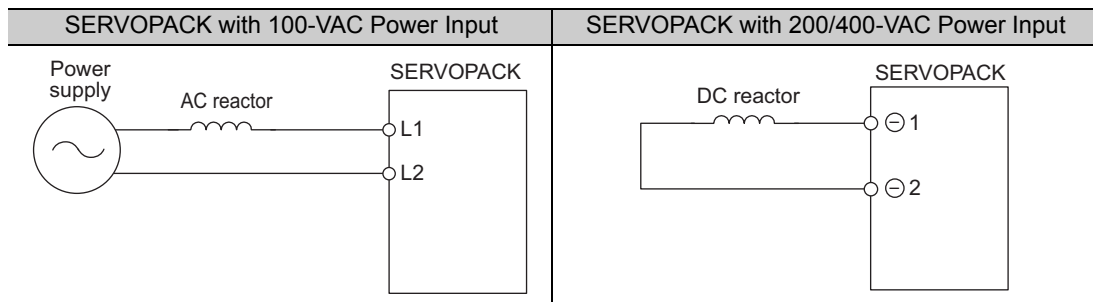 SERVOPACK with 100-VAC Power Input
SERVOPACK with 200/400-VAC Power Input
Power
supply
AC reactor
SERVOPACK
L1
L2
DC reactor
SERVOPACK
⊖ 1
⊖ 2